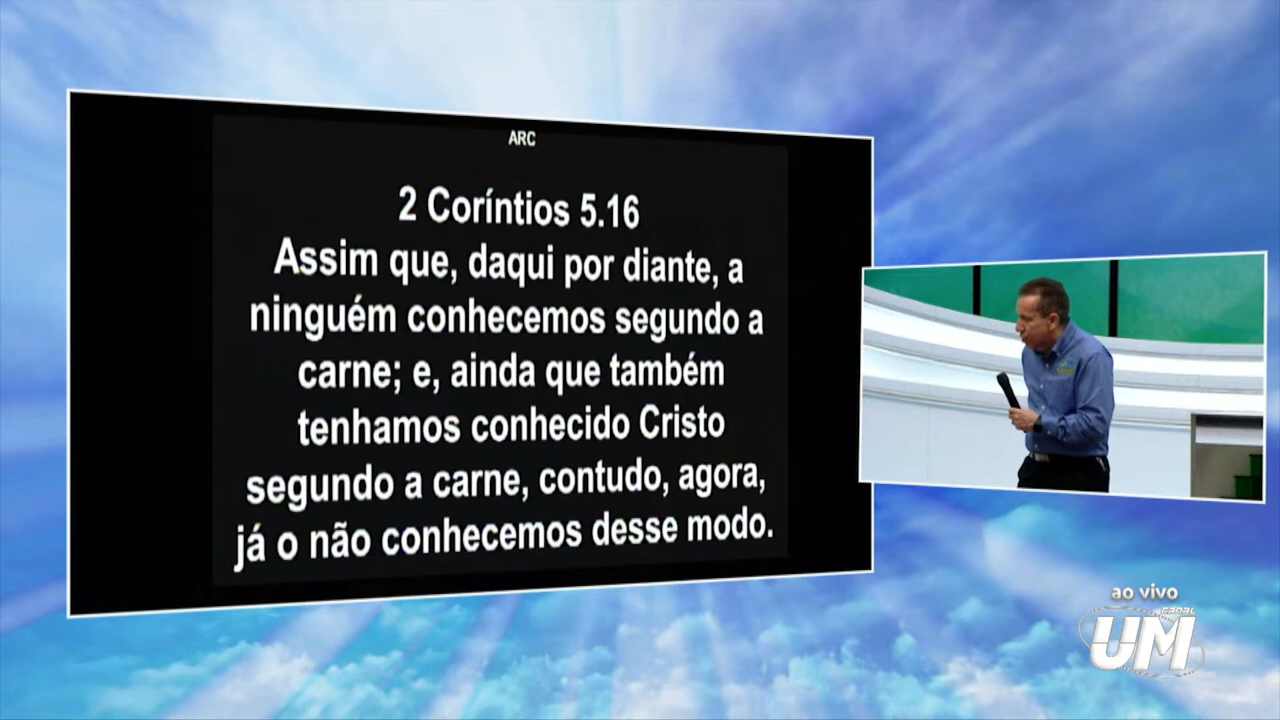 ARC
2 Coríntios 5.16
Assim que, daqui por diante, a
ninguém conhecemos segundo a
carne; e, ainda que também
tenhamos conhecido Cristo
segundo a carne, contudo, agora,
já o não conhecemos desse modo.
ao vivo
CANAL
UM